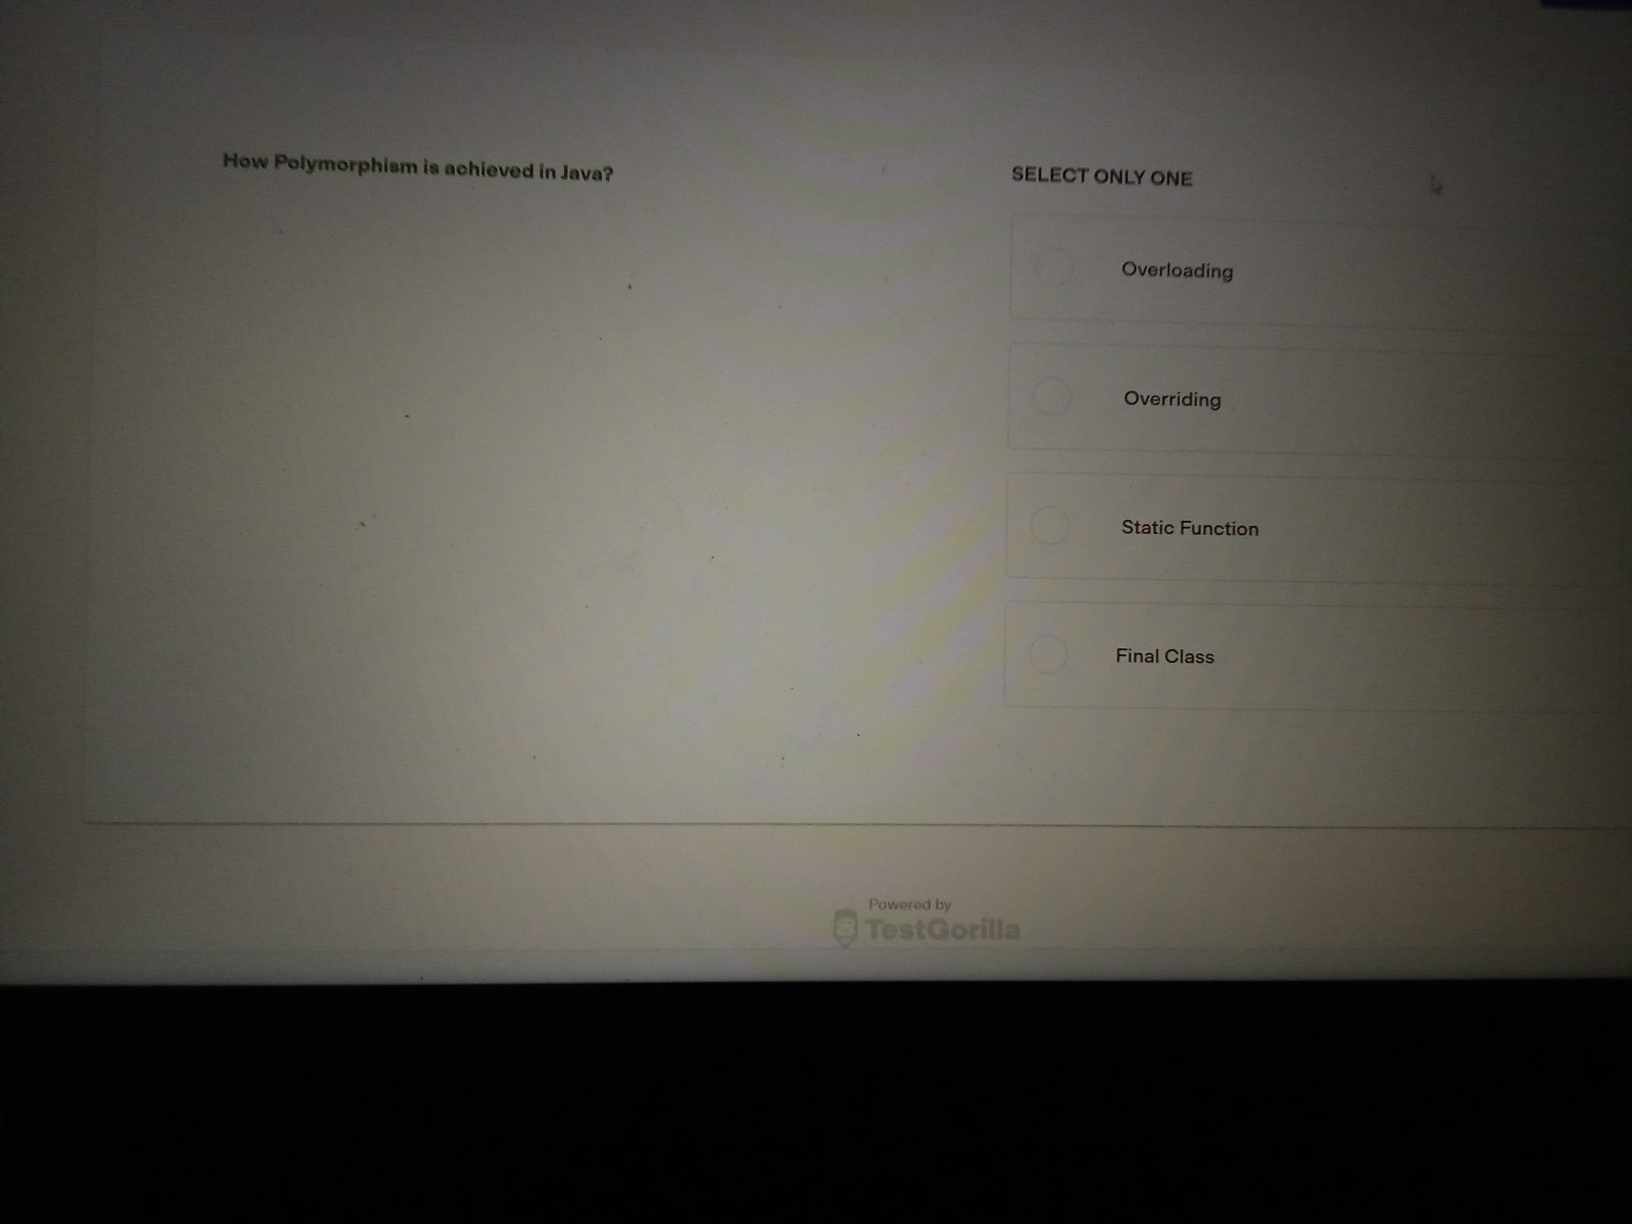 How Polymorphism is achieved in Java?
SELECT ONLY ONE
Overloading
Overriding
Static Function
Final Class
Powered by
TestGorilla